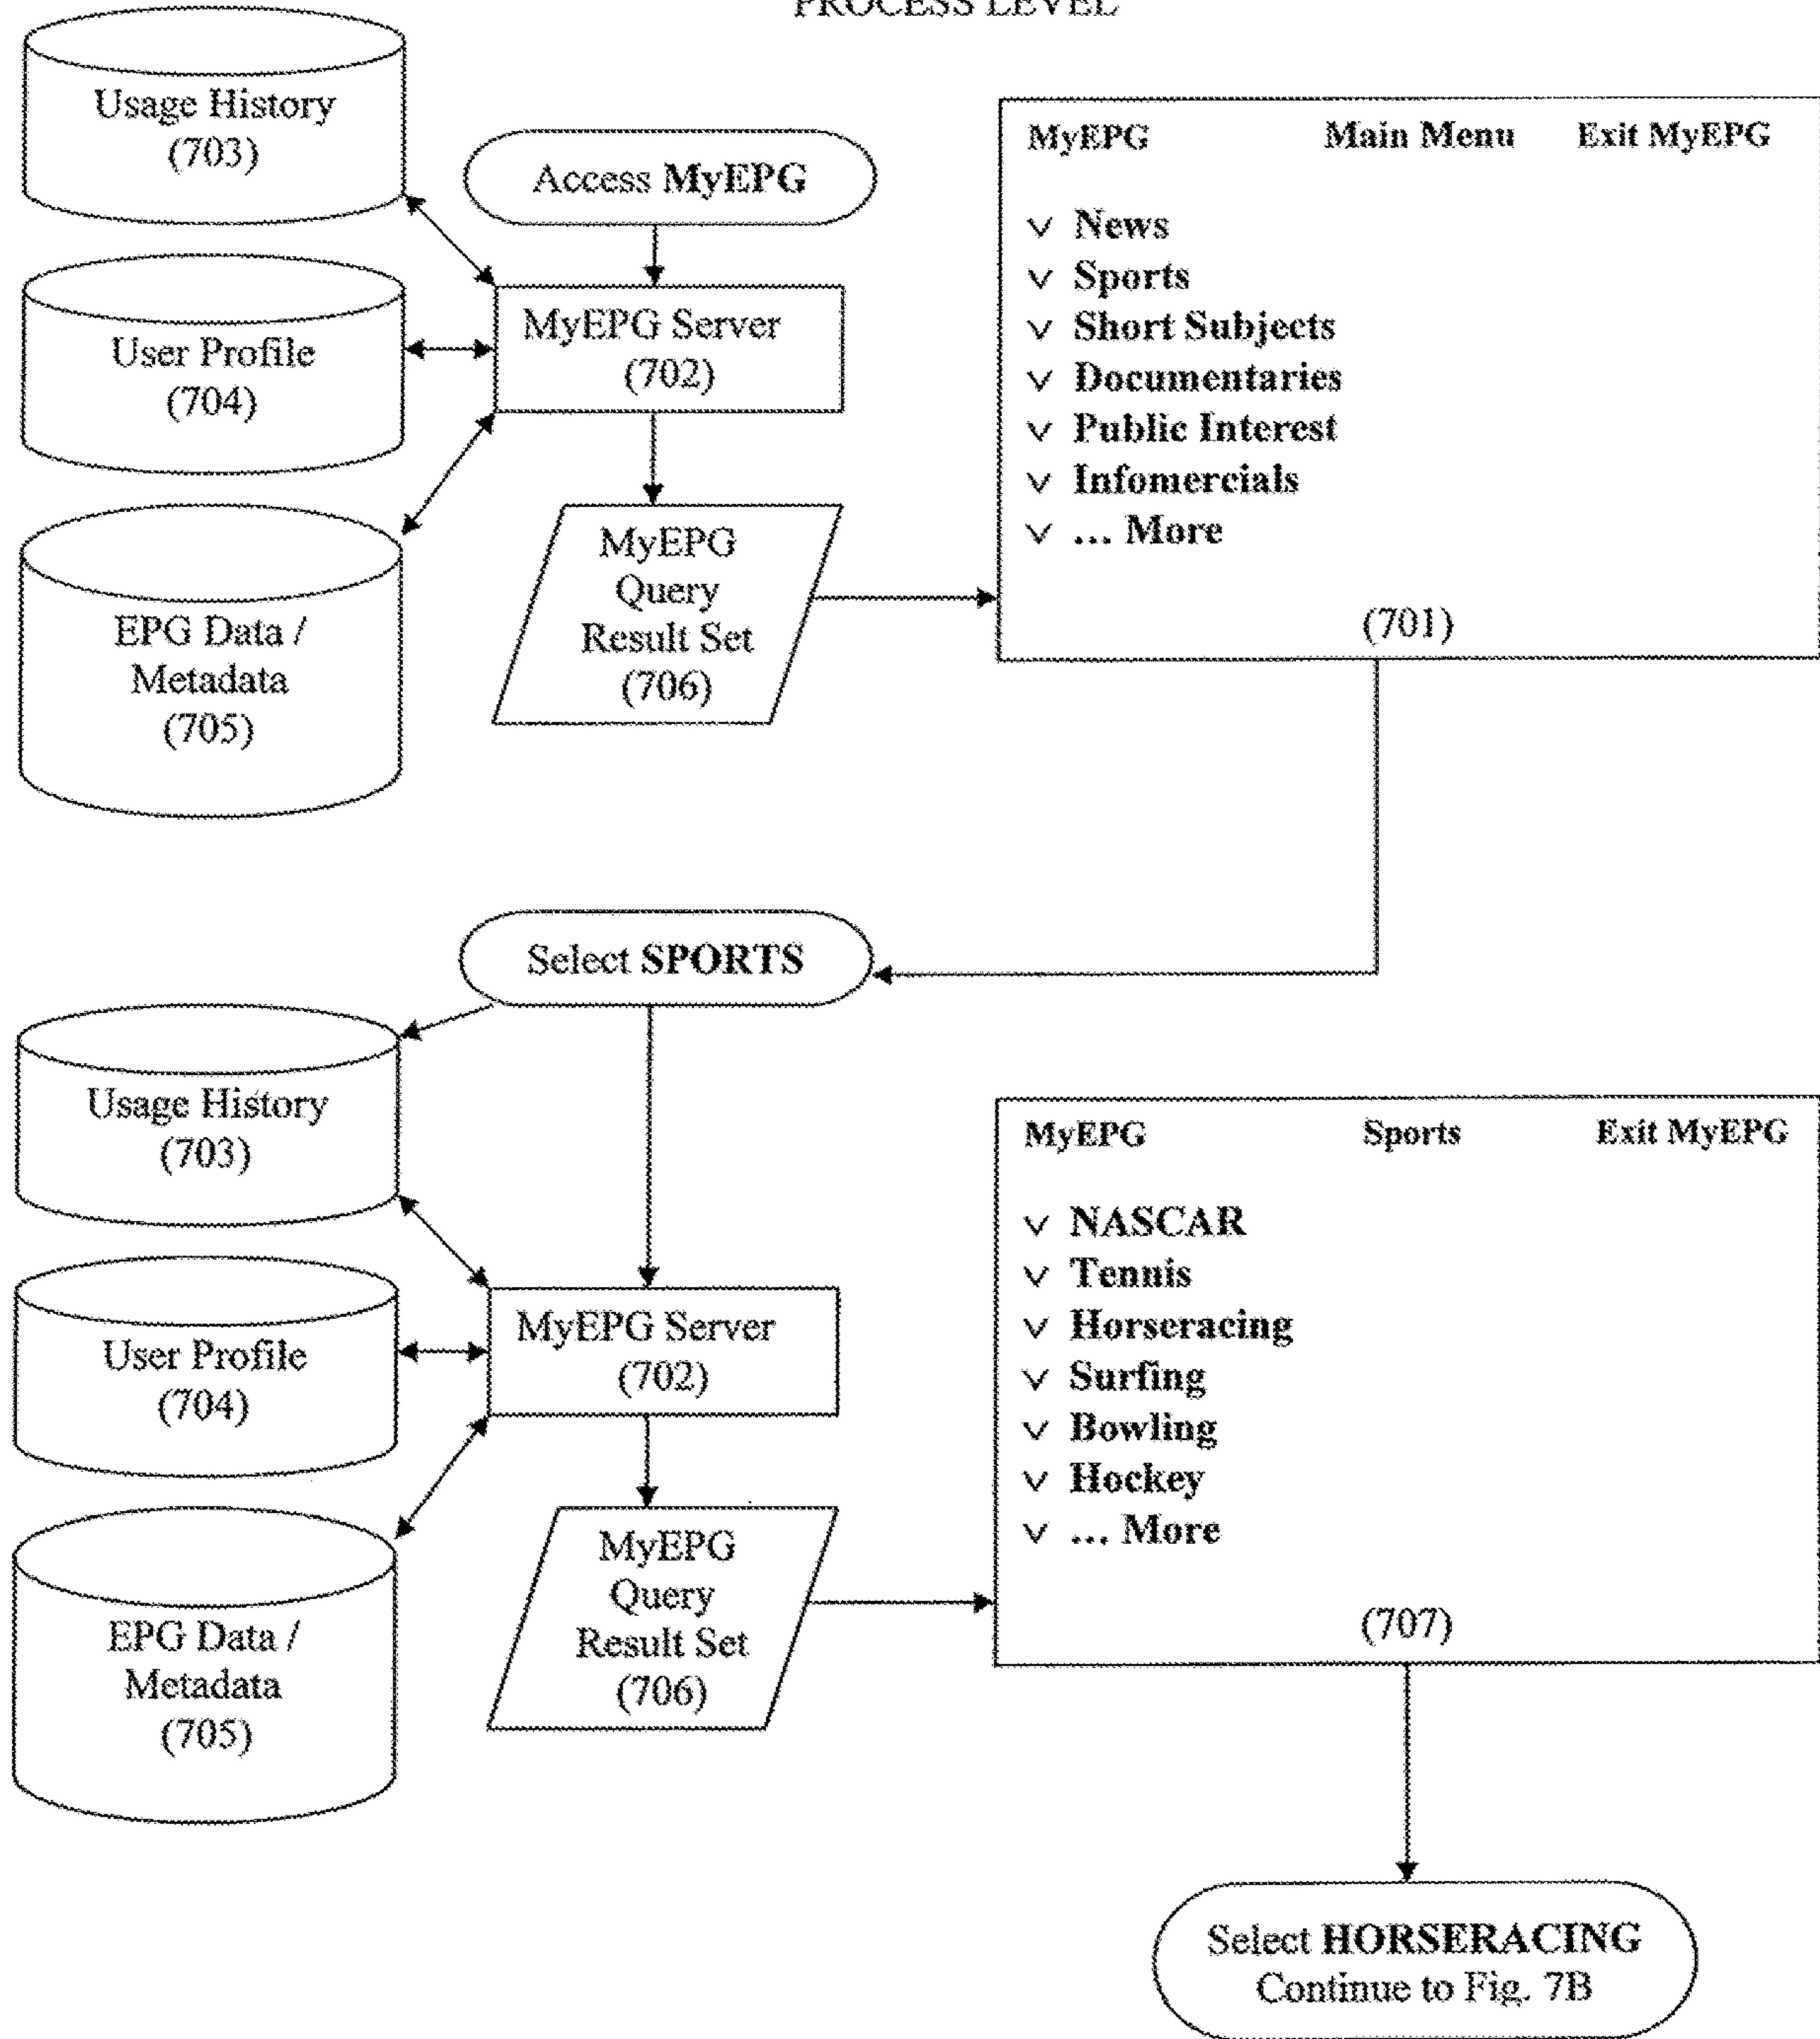 PROCESS LEVEL
Usage History
(703)
Access MyEPG
User Profile
(704)
MyEPG Server
(702)
EPG Data /
Metadata
(705)
MyEPG
Query
Result Set
(706)
MyEPG Main Menu Exit MyEPG
v News
v Sports
v Short Subjects
v Documentaries
v Public Interest
v Infomercials
v ... More
(701)
Select SPORTS
Usage History
(703)
User Profile
(704)
MyEPG Server
(702)
EPG Data /
Metadata
(705)
MyEPG
Query
Result Set
(706)
MyEPG Sports Exit MyEPG
v NASCAR
v Tennis
v Horseracing
v Surfing
v Bowling
v Hockey
v ... More
(707)
Select HORSERACING
Continue to Fig. 7B